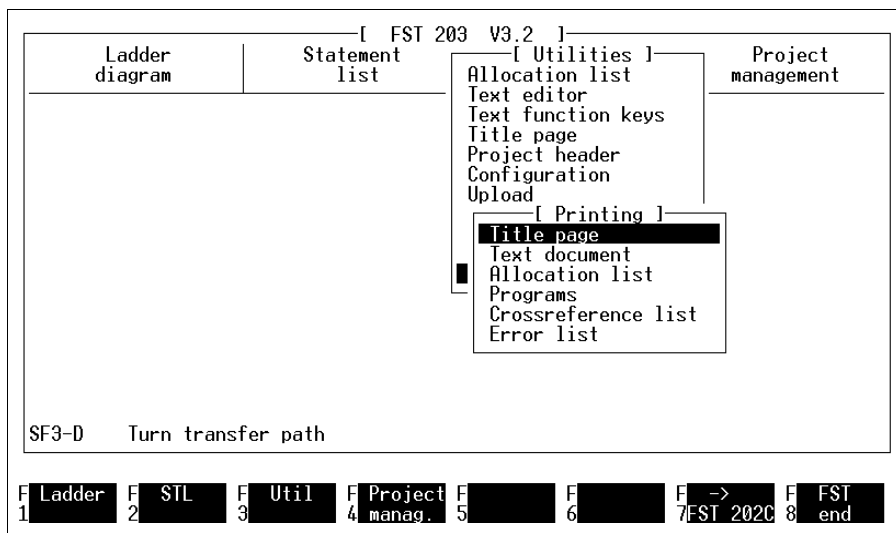 [ FST 203 V3.2 ]
Ladder diagram
Statement list
[ Utilities ]
Project management
Allocation list
Text editor
Text function keys
Title page
Project header
Configuration
Upload
[ Printing ]
Title page
Text document
Allocation list
Programs
Crossreference list
Error list
SF3-D Turn transfer path
F1 Ladder
F2 STL
F3 Util
F4 Project manag.
F5
F6
F7 -> FST 202C
F8 FST end